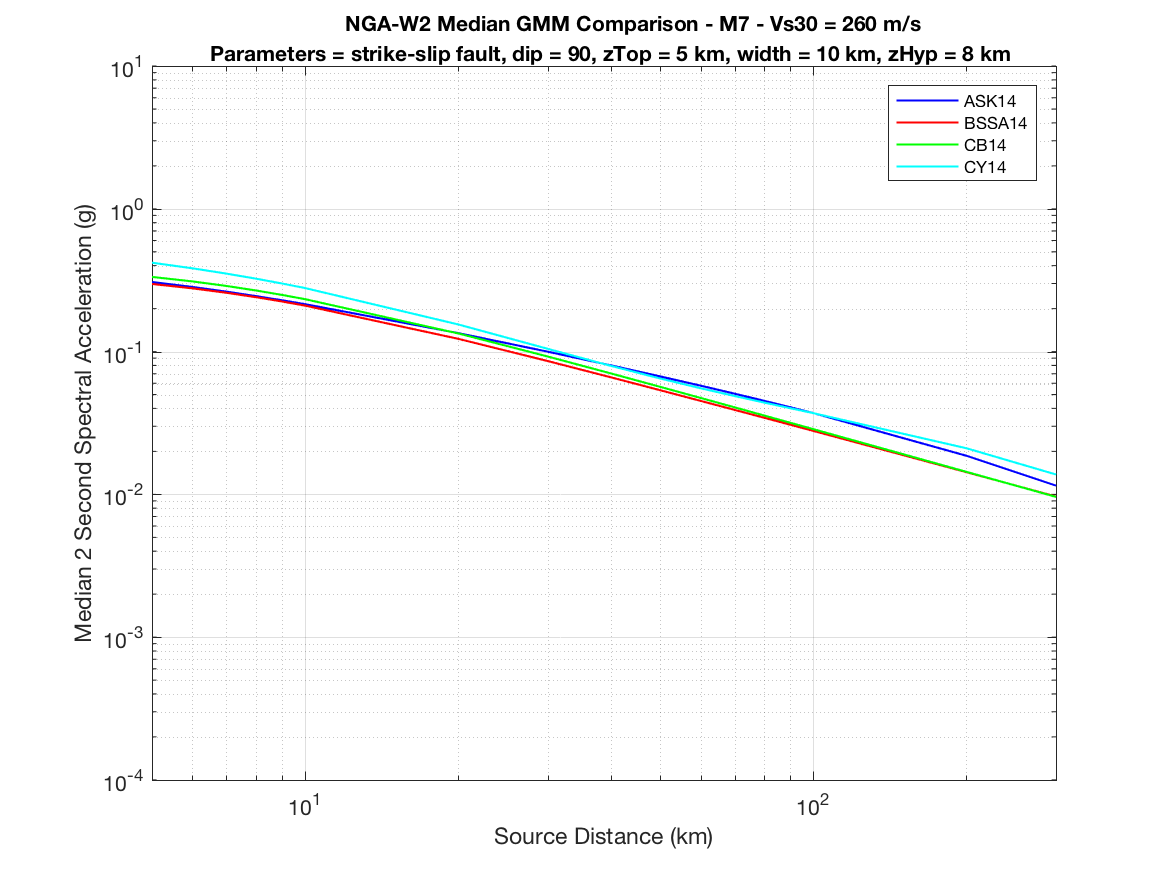 NGA-W2 Median GMM Comparison - M7 - Vs30 = 260 m/s
Parameters = strike-slip fault, dip = 90, zTop = 5 km, width = 10 km, zHyp = 8 km
ASK14
BSSA14
CB14
CY14
Median 2 Second Spectral Acceleration (g)
10^1
10^0
10^-1
10^-2
10^-3
10^-4
10^1
10^2
Source Distance (km)